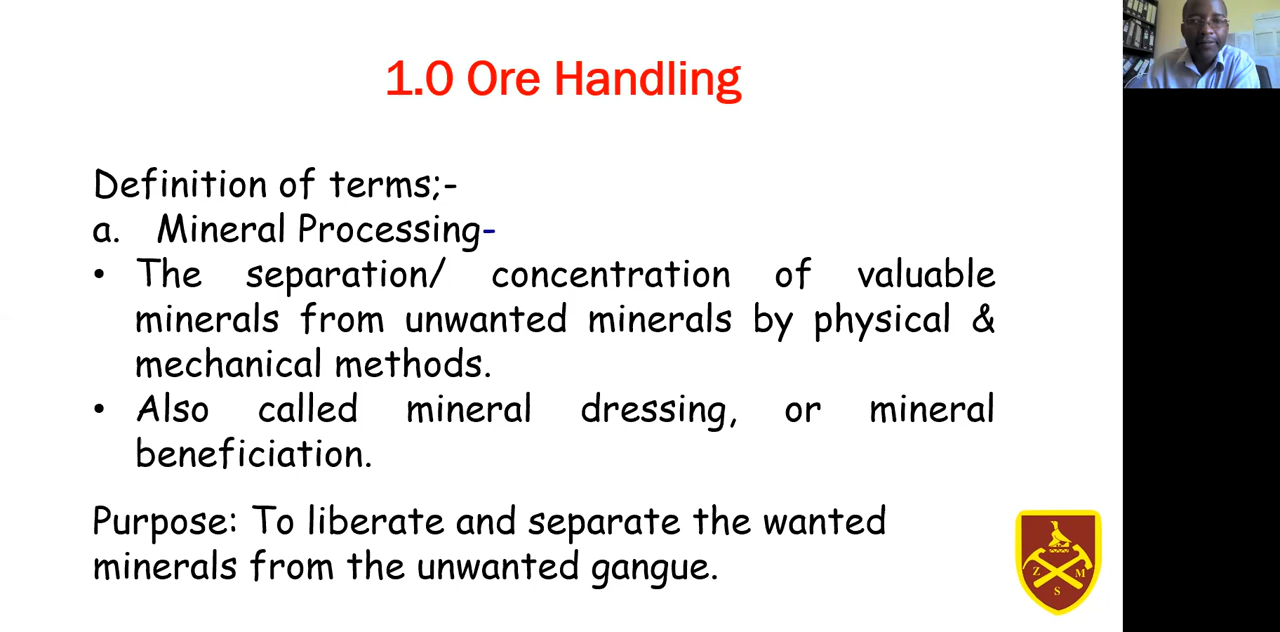 1.0 Ore Handling
Definition of terms;-
a. Mineral Processing-
• The separation/ concentration of valuable
minerals from unwanted minerals by physical &
mechanical methods.
• Also called mineral dressing, or mineral
beneficiation.
Purpose: To liberate and separate the wanted
minerals from the unwanted gangue.
Z M
S